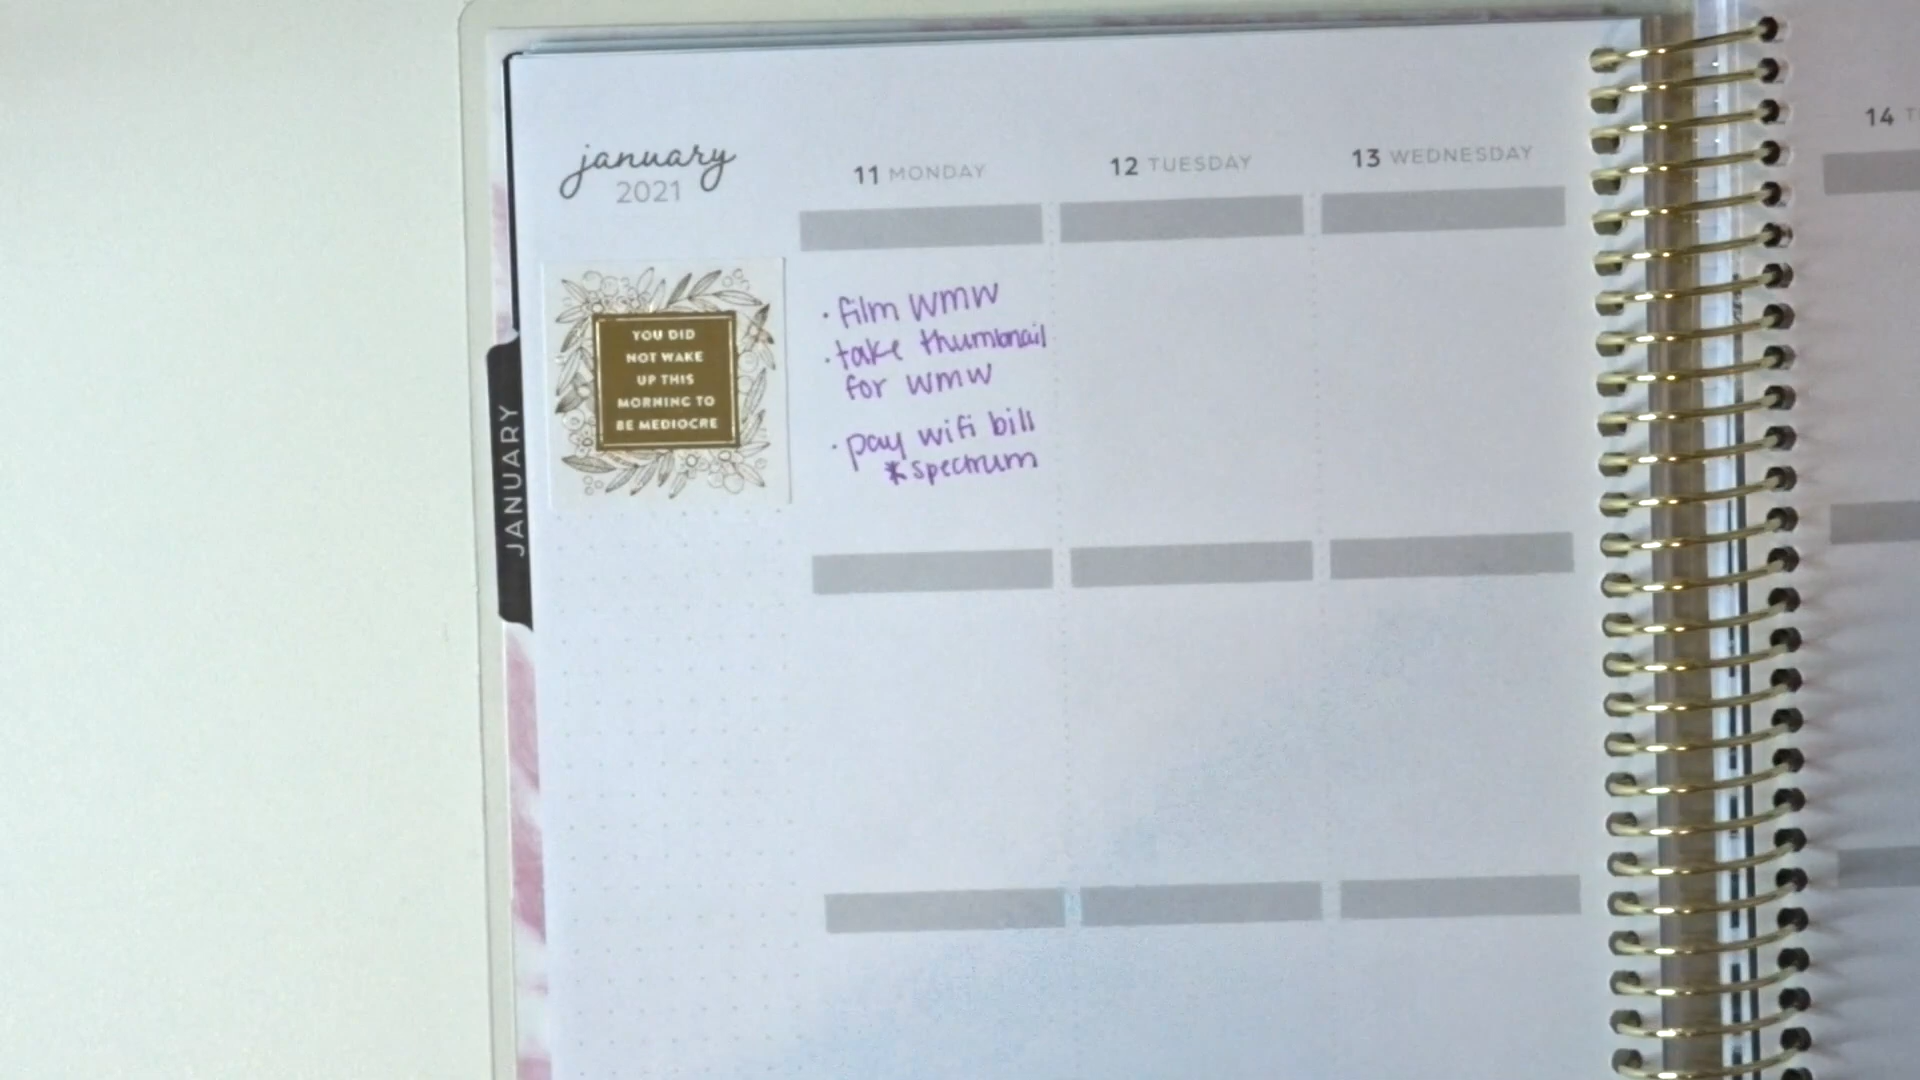 january
2021
11 MONDAY
12 TUESDAY
13 WEDNESDAY
14
YOU DID
NOT WAKE
UP THIS
MORNING TO
BE MEDIOCRE
· film WMW
· take thumbnail
for WMW
· pay wifi bill
* spectrum
JANUARY